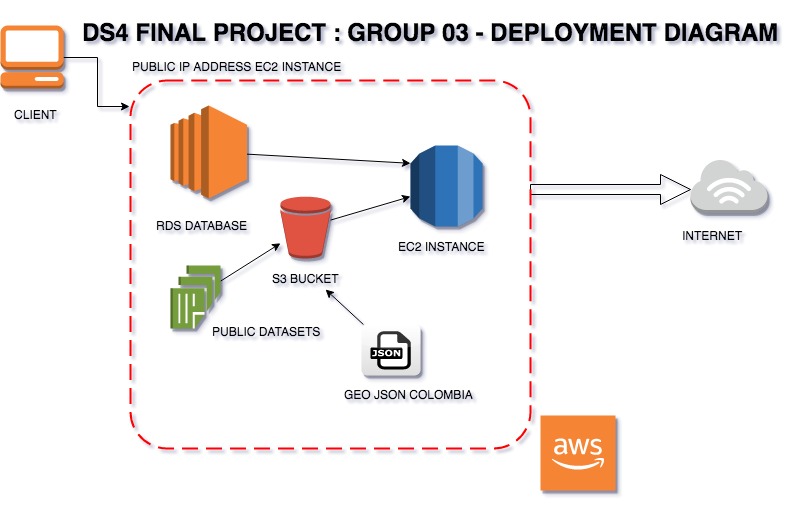 DS4 FINAL PROJECT : GROUP 03 - DEPLOYMENT DIAGRAM
PUBLIC IP ADDRESS EC2 INSTANCE
CLIENT
RDS DATABASE
EC2 INSTANCE
INTERNET
S3 BUCKET
PUBLIC DATASETS
JSON
GEO JSON COLOMBIA
aws